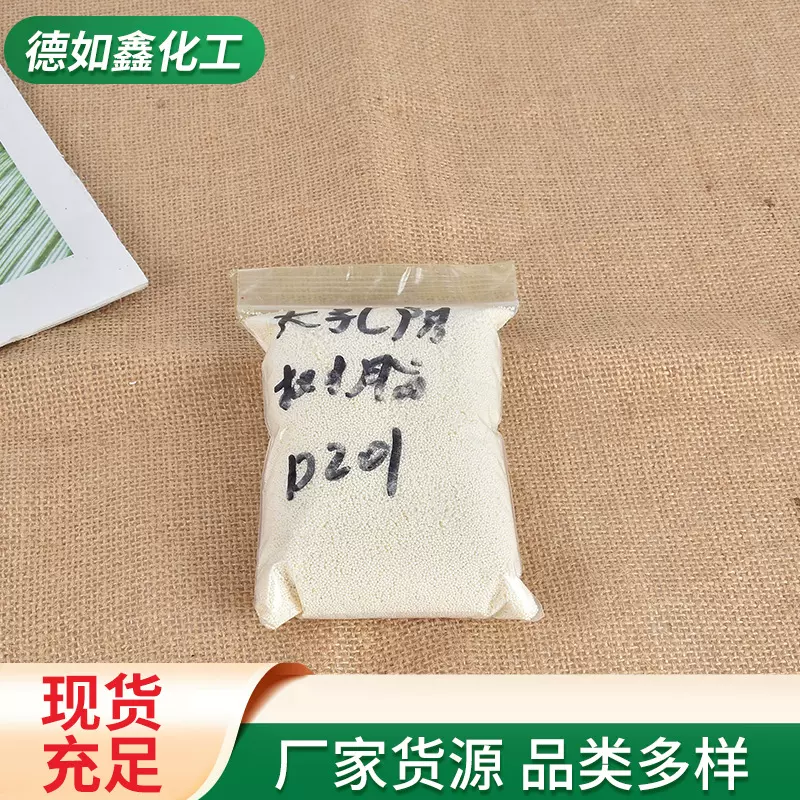 德如鑫化工
大孔阴
树脂
D201
现货
充足
厂家货源 品类多样